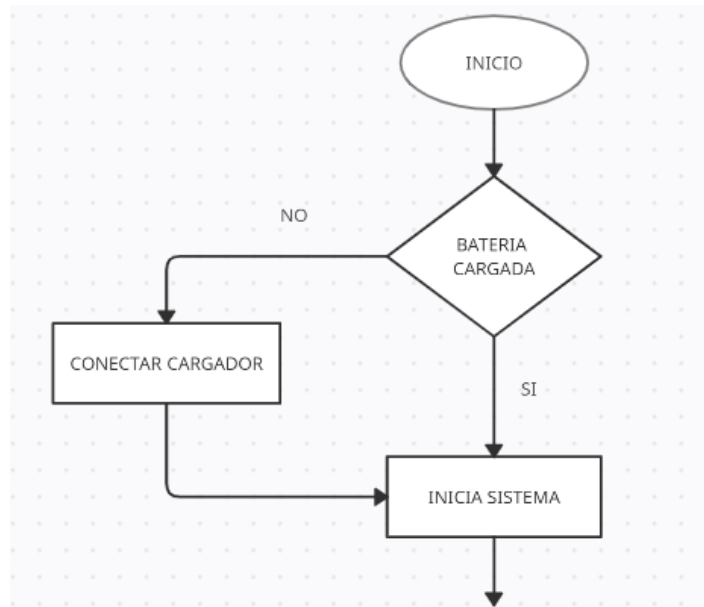 INICIO
NO
BATERIA
CARGADA
CONECTAR CARGADOR
SI
INICIA SISTEMA